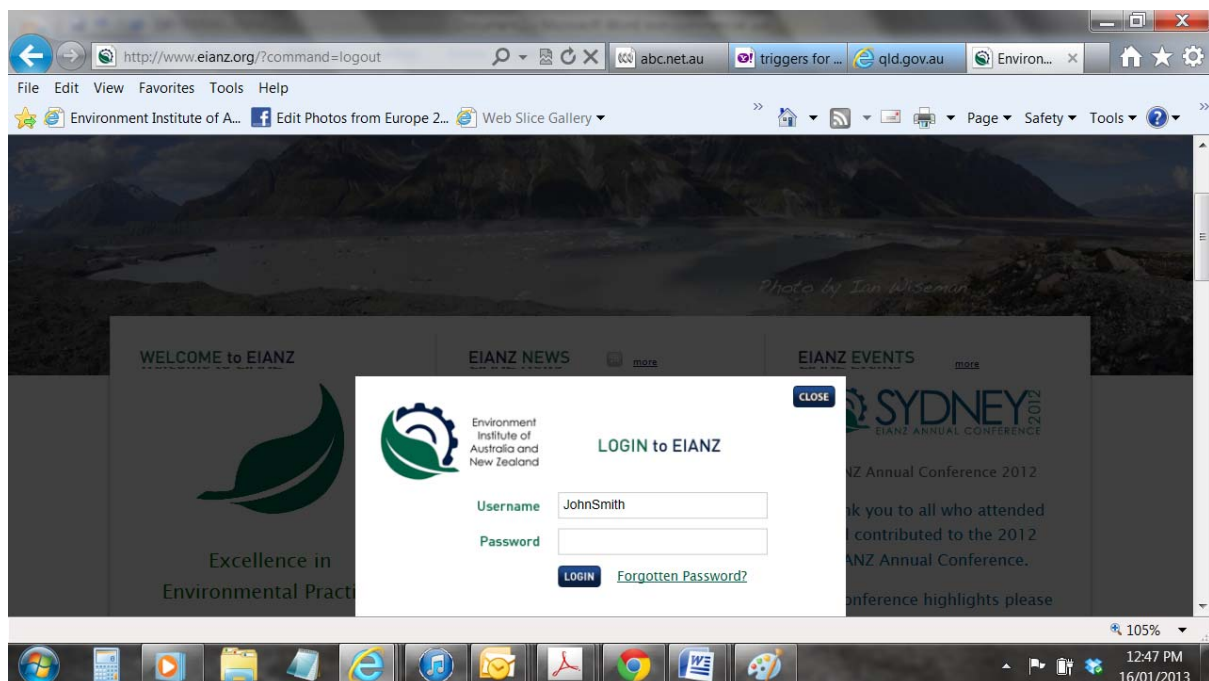 http://www.eianz.org/?command=logout
abc.net.au
triggers for ...
qld.gov.au
Environ...
File Edit View Favorites Tools Help
Environment Institute of A...
Edit Photos from Europe 2...
Web Slice Gallery
Page Safety Tools
Photo by Ian Wiseman
WELCOME to EIANZ
EIANZ NEWS
more
EIANZ EVENTS
more
CLOSE
SYDNEY 2012
EIANZ ANNUAL CONFERENCE
Environment
Institute of
Australia and
New Zealand
LOGIN to EIANZ
NZ Annual Conference 2012
Username JohnSmith
Password
LOGIN Forgotten Password?
nk you to all who attended
contributed to the 2012
ANZ Annual Conference.
onference highlights please
Excellence in
Environmental Practi
105%
12:47 PM
16/01/2013